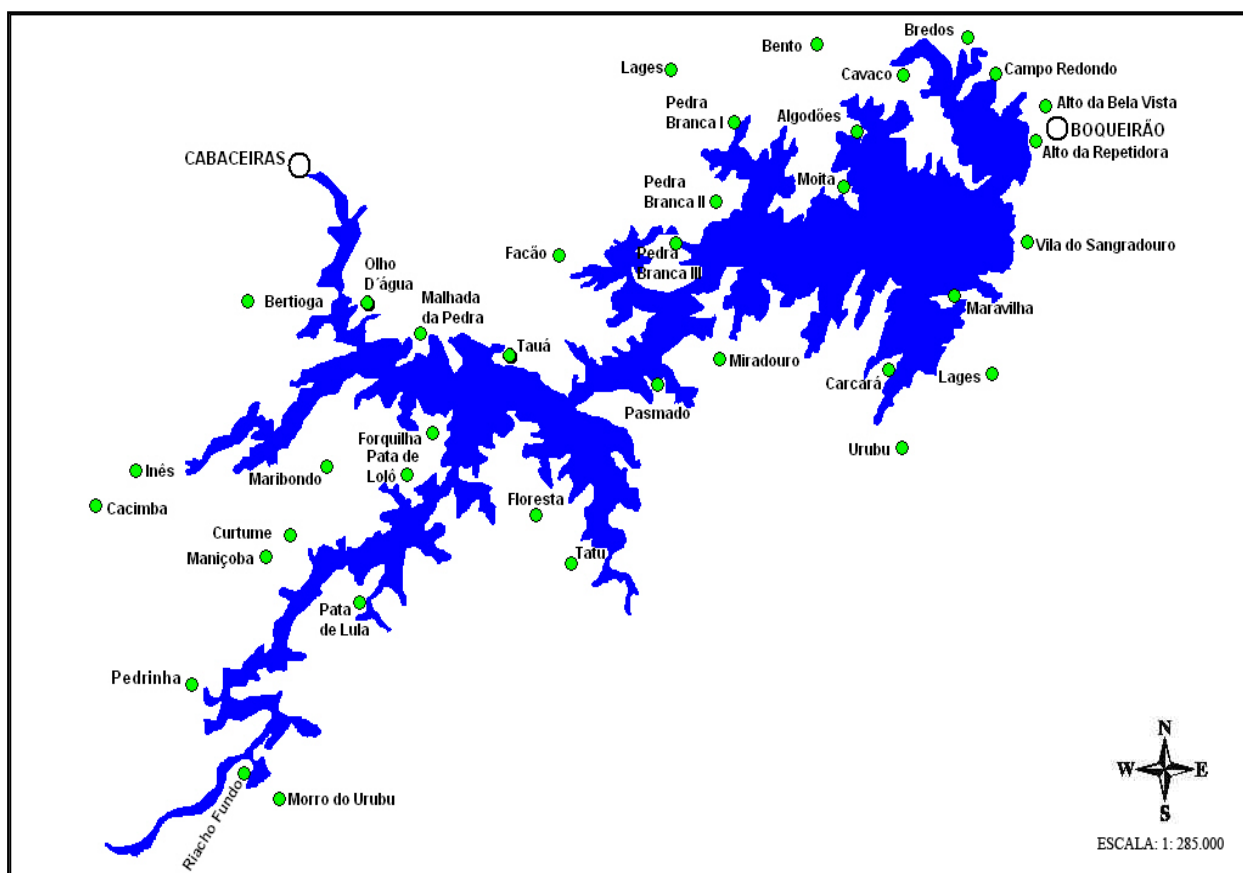 Bredos
Bento
Lages
Cavaco
Campo Redondo
Pedra
Branca I
Algodões
Alto da Bela Vista
BOQUEIRÃO
Alto da Repetidora
CABACEIRAS
Pedra
Branca II
Moita
Facão
Pedra
Branca III
Vila do Sangradouro
Olho
D´água
Bertioga
Malhada
da Pedra
Maravilha
Tauá
Miradouro
Carcará
Lages
Pasmado
Forquilha
Pata de
Loló
Urubu
Inês
Maribondo
Cacimba
Floresta
Curtume
Maniçoba
Tatu
Pata
de Lula
Pedrinha
Riacho Fundo
Morro do Urubu
N
W E
S
ESCALA: 1: 285.000